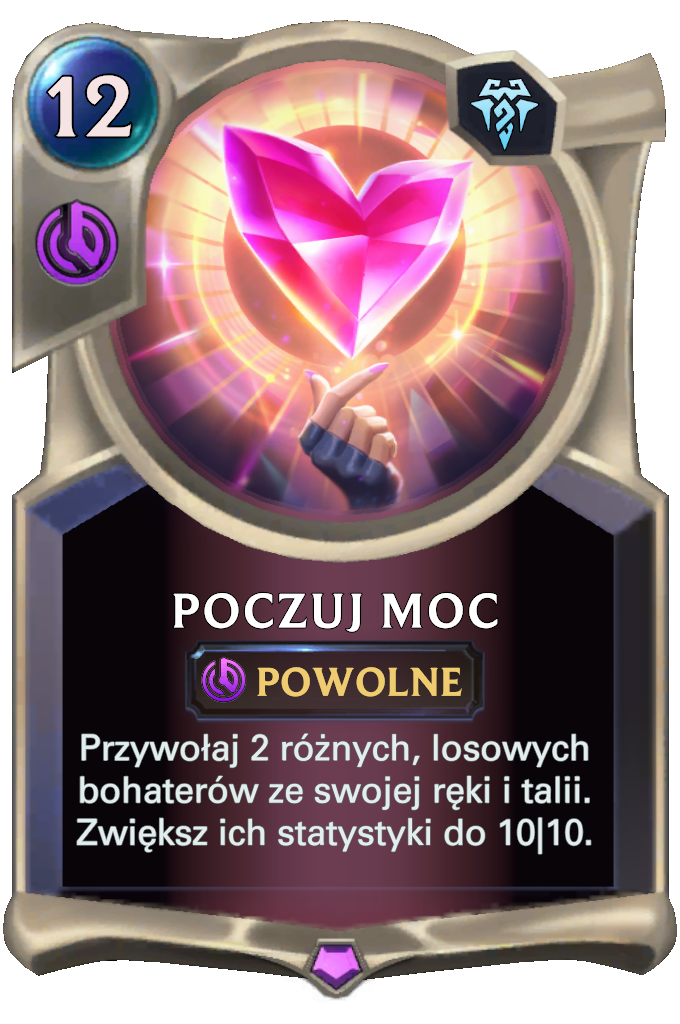 12
POCZUJ MOC
POWOLNE
Przywołaj 2 różnych, losowych
bohaterów ze swojej ręki i talii.
Zwiększ ich statystyki do 10|10.